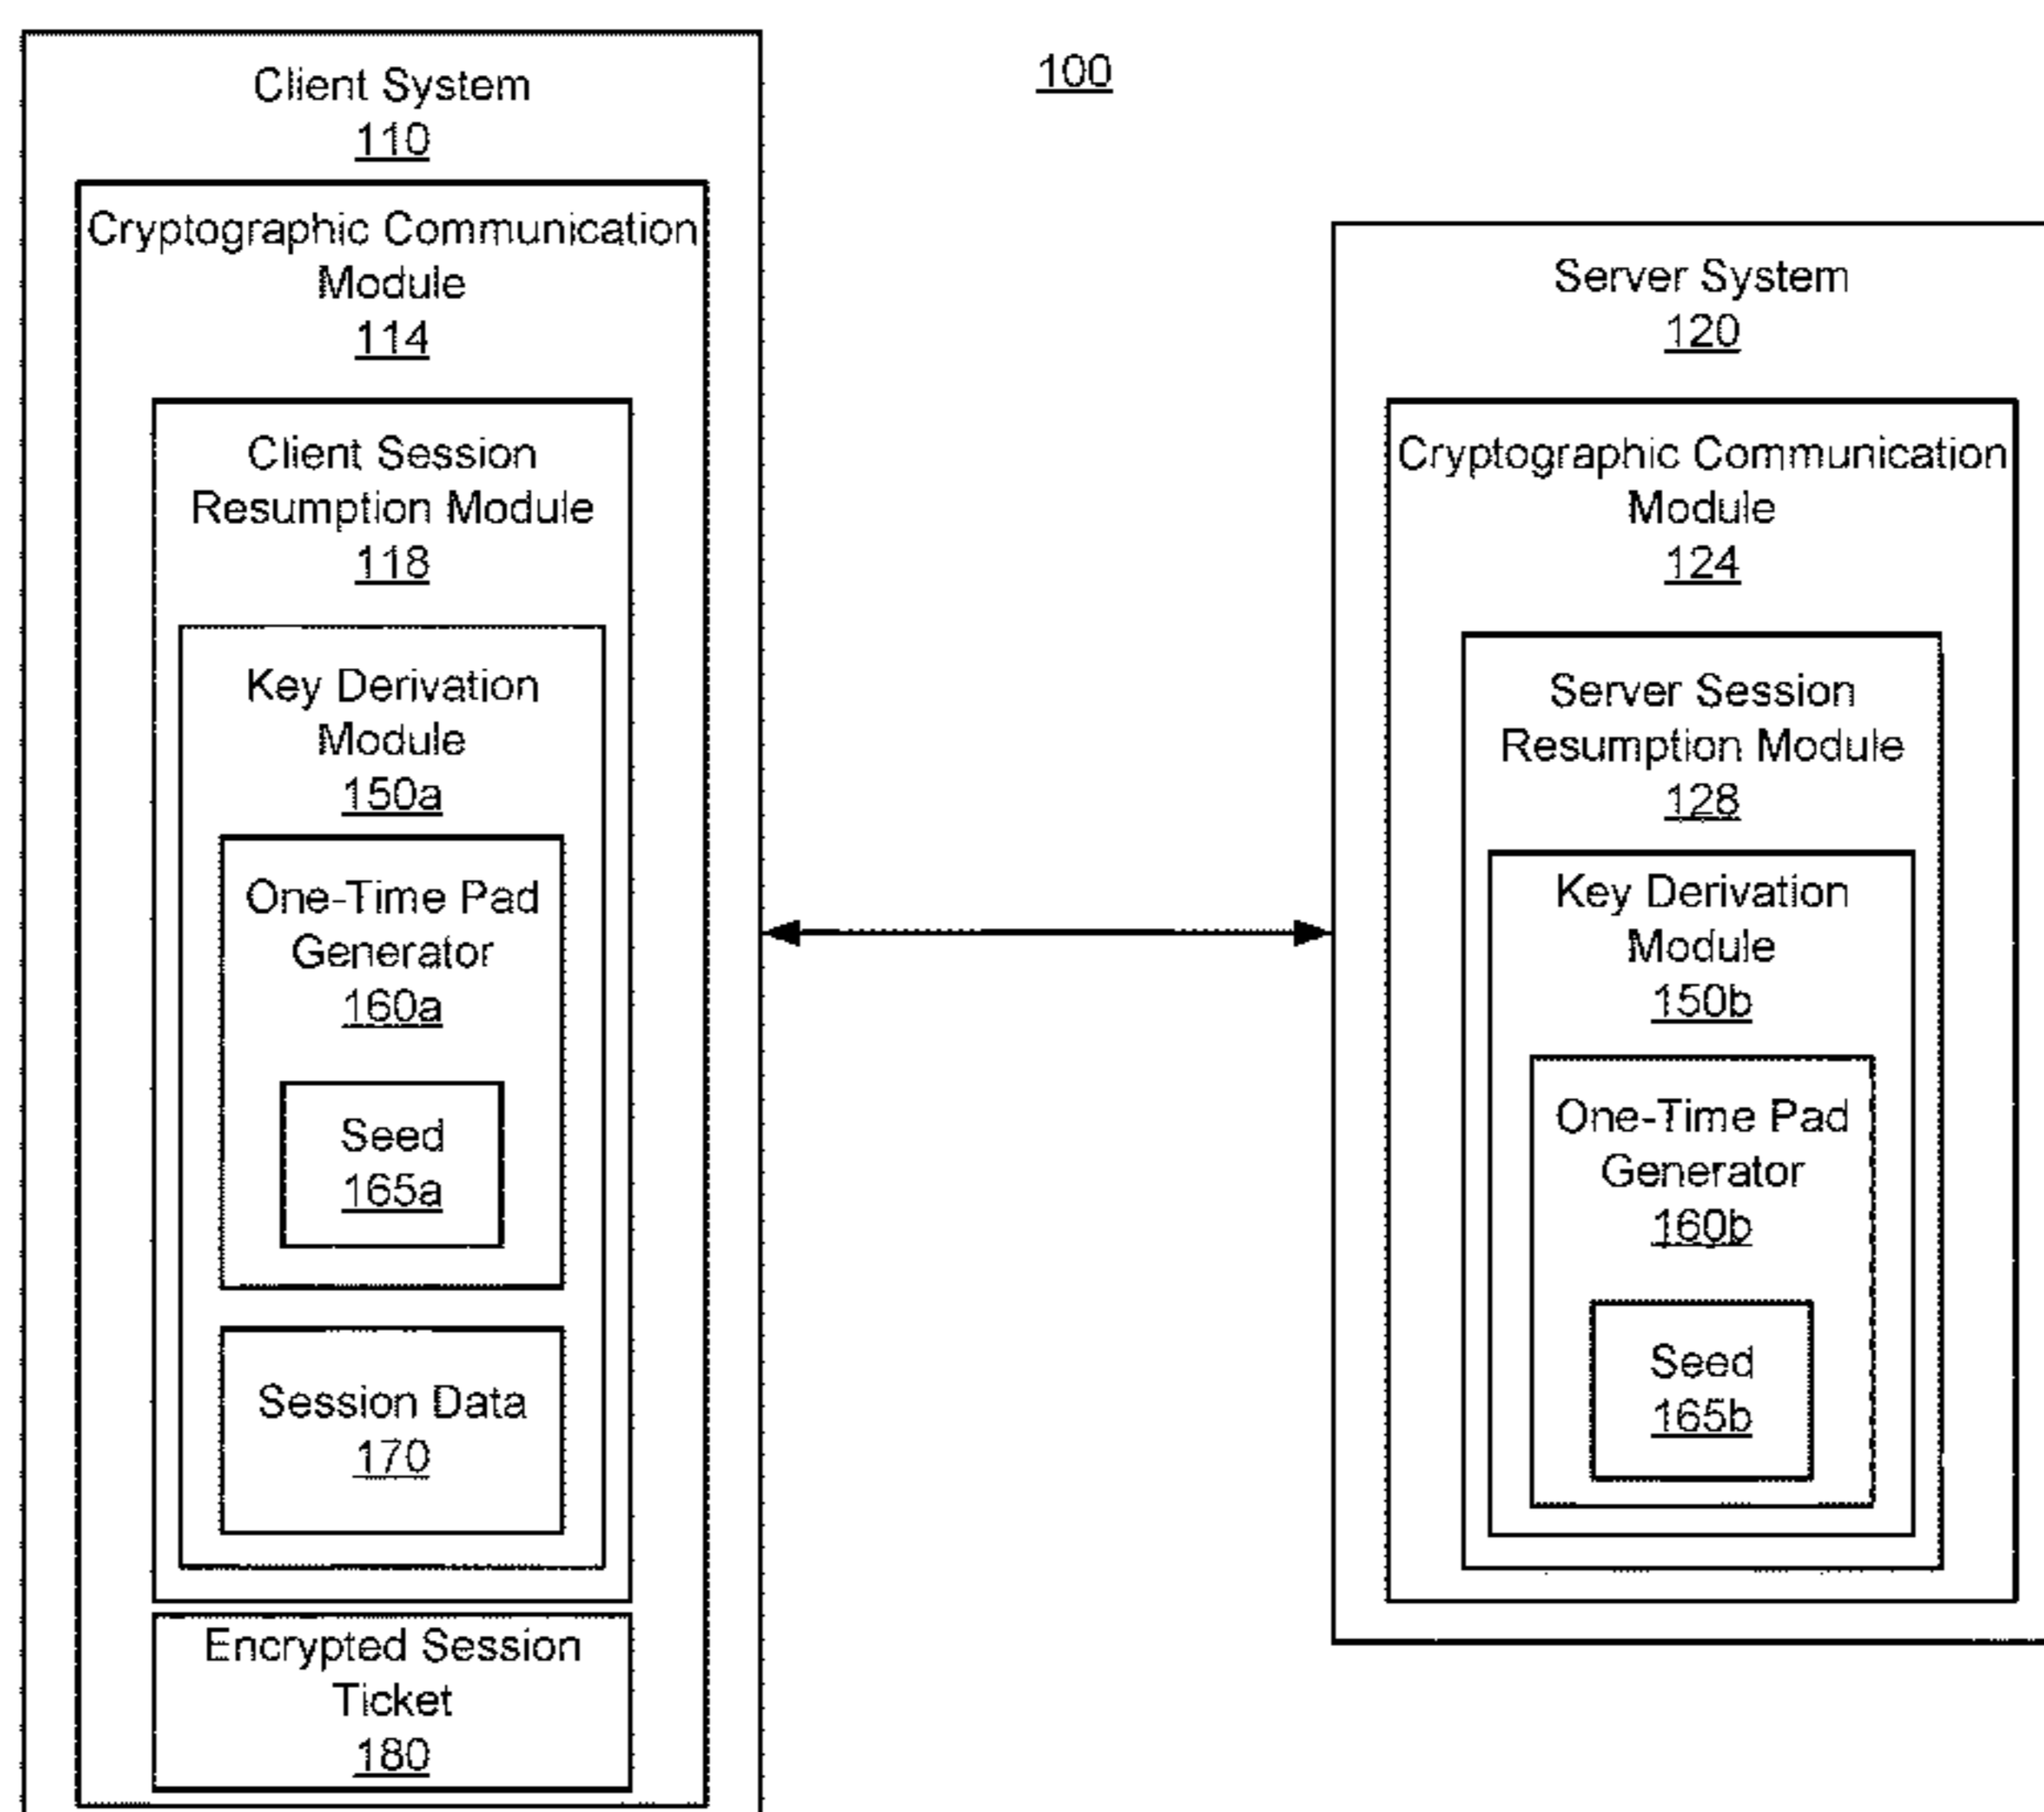 100
Client System
110
Cryptographic Communication
Module
114
Client Session
Resumption Module
118
Key Derivation
Module
150a
One-Time Pad
Generator
160a
Seed
165a
Session Data
170
Encrypted Session
Ticket
180
Server System
120
Cryptographic Communication
Module
124
Server Session
Resumption Module
128
Key Derivation
Module
150b
One-Time Pad
Generator
160b
Seed
165b